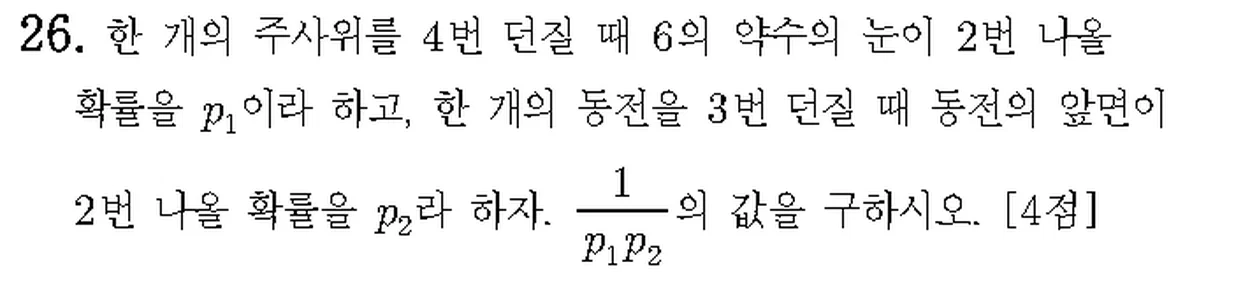 26. 한 개의 주사위를 4번 던질 때 6의 약수의 눈이 2번 나올
확률을 p₁이라 하고, 한 개의 동전을 3번 던질 때 동전의 앞면이
2번 나올 확률을 p₂라 하자. 1/(p₁p₂)의 값을 구하시오. [4점]